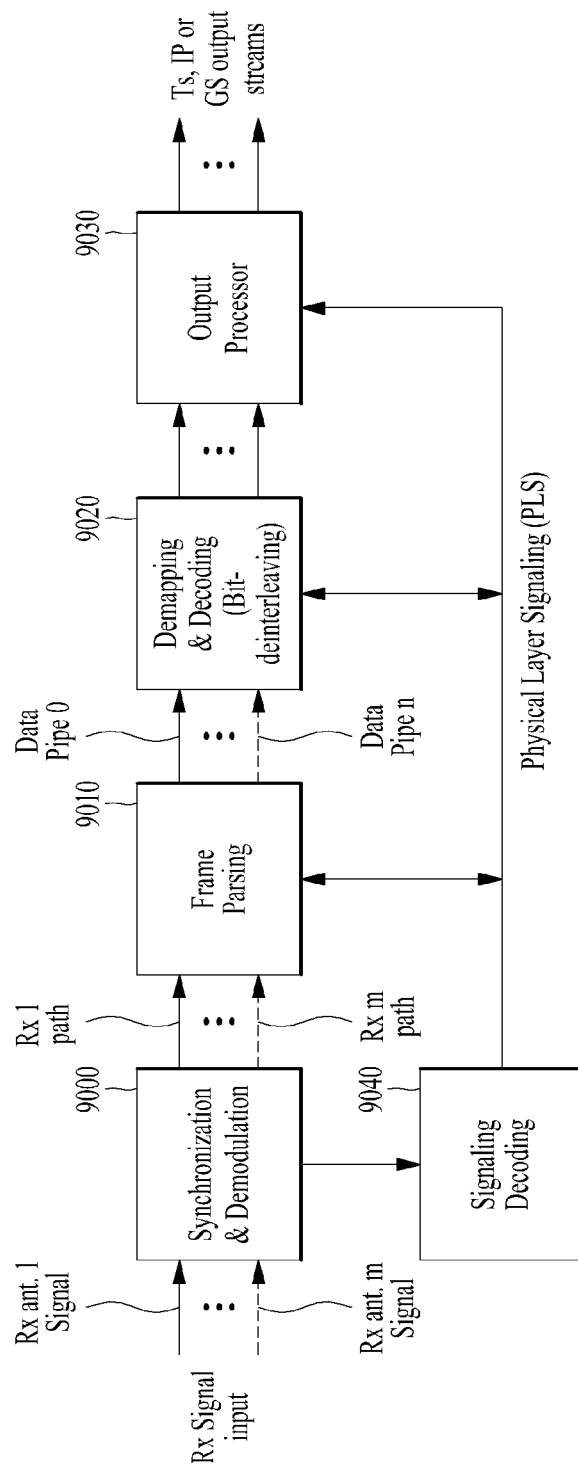 Rx Signal
input
Rx ant. 1
Signal
Rx ant. m
Signal
9000
Synchronization
& Demodulation
Rx 1
path
Rx m
path
9010
Frame
Parsing
Data
Pipe 0
Data
Pipe n
9020
Demapping
& Decoding
(Bit-
deinterleaving)
9030
Output
Processor
Ts, IP or
GS output
streams
9040
Signaling
Decoding
Physical Layer Signaling (PLS)